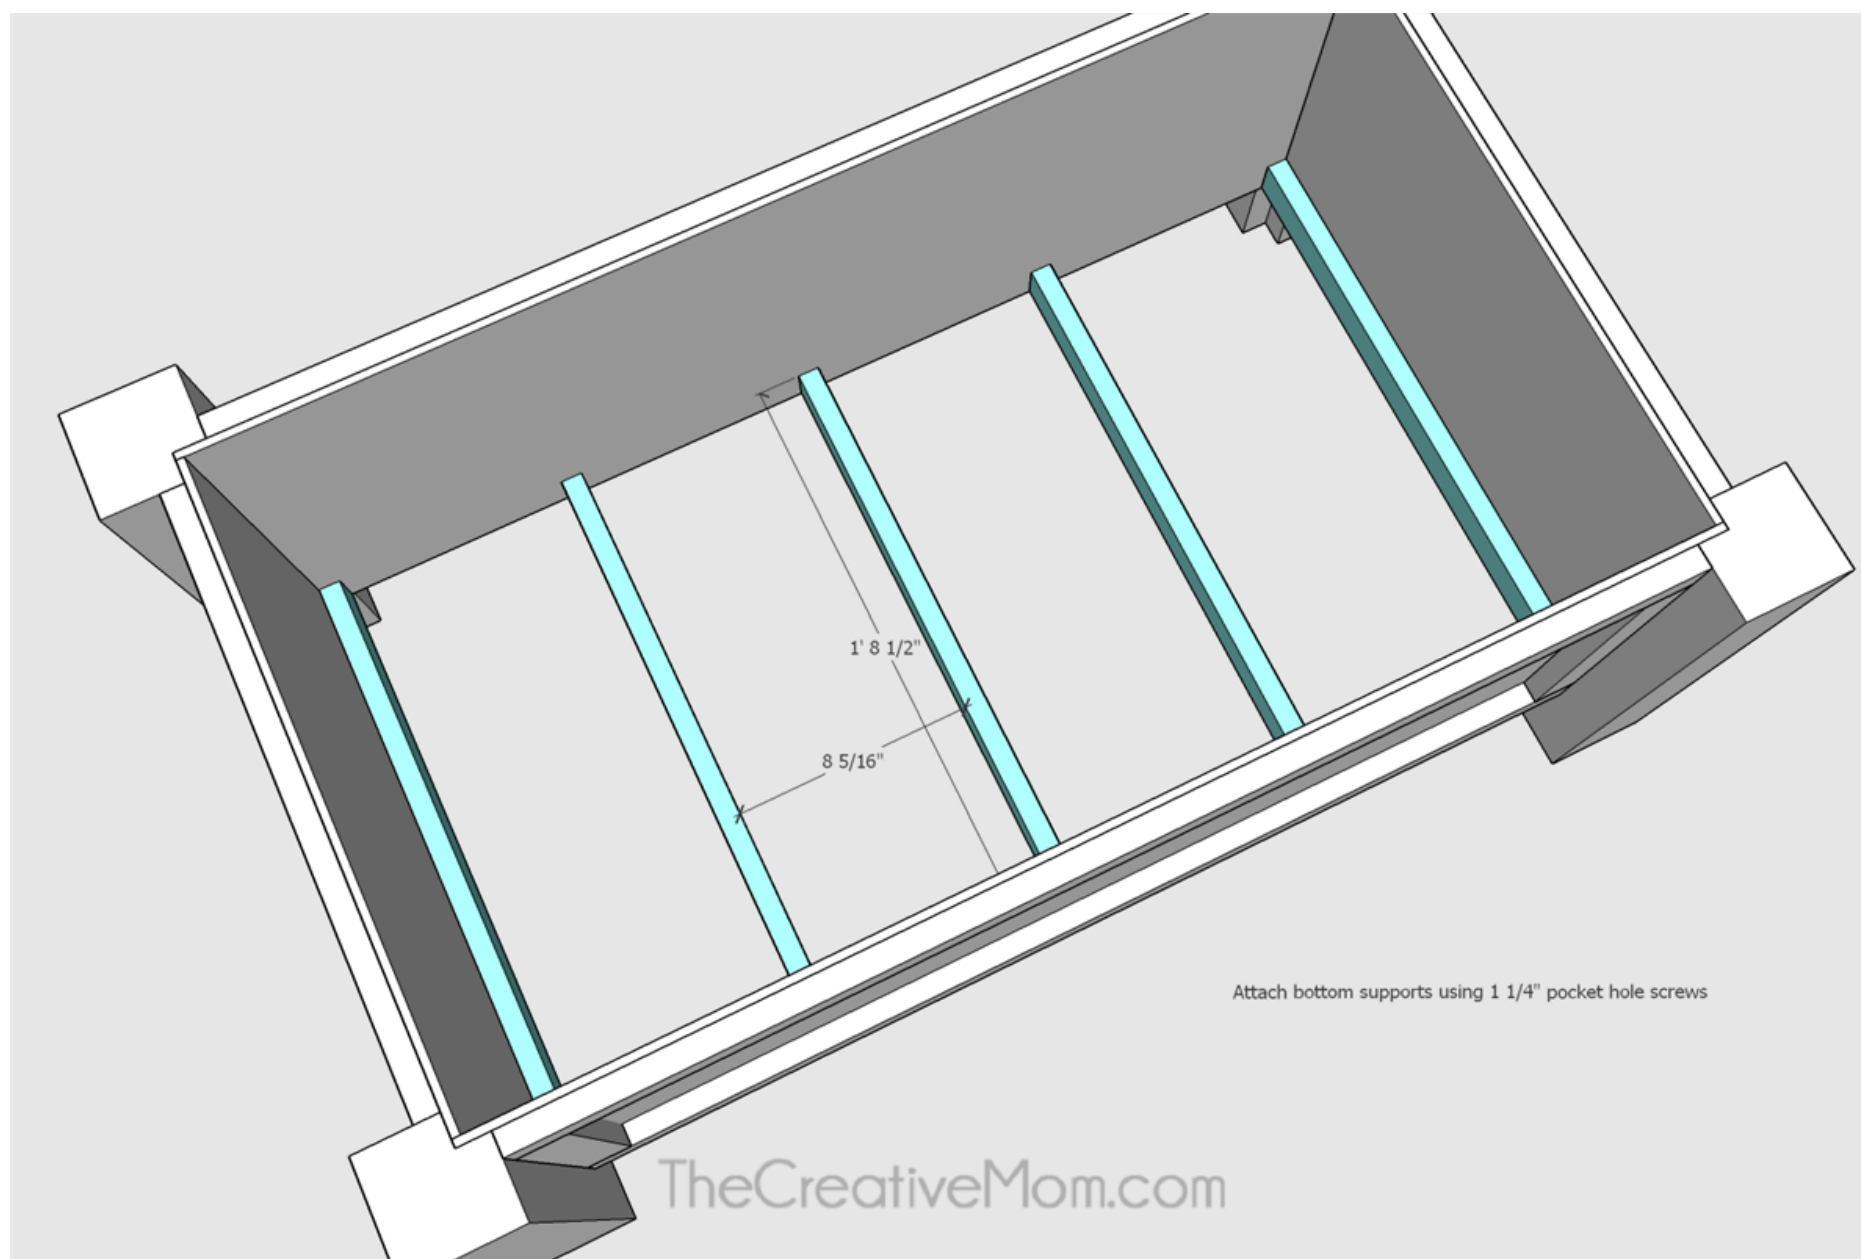 1' 8 1/2"
8 5/16"
Attach bottom supports using 1 1/4" pocket hole screws
TheCreativeMom.com